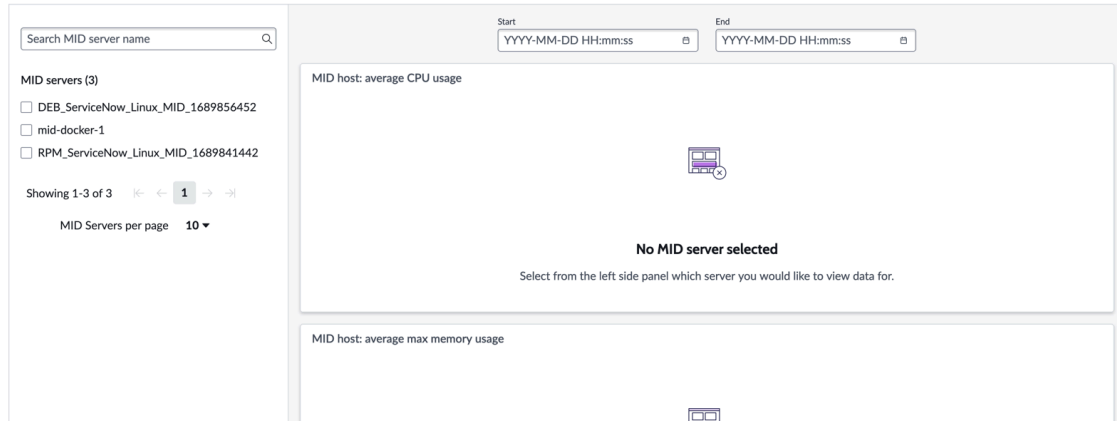 Search MID server name
MID servers (3)
DEB_ServiceNow_Linux_MID_1689856452
mid-docker-1
RPM_ServiceNow_Linux_MID_1689841442
Showing 1-3 of 3 1
MID Servers per page 10
Start End
YYYY-MM-DD HH:mm:ss YYYY-MM-DD HH:mm:ss
MID host: average CPU usage
No MID server selected
Select from the left side panel which server you would like to view data for.
MID host: average max memory usage